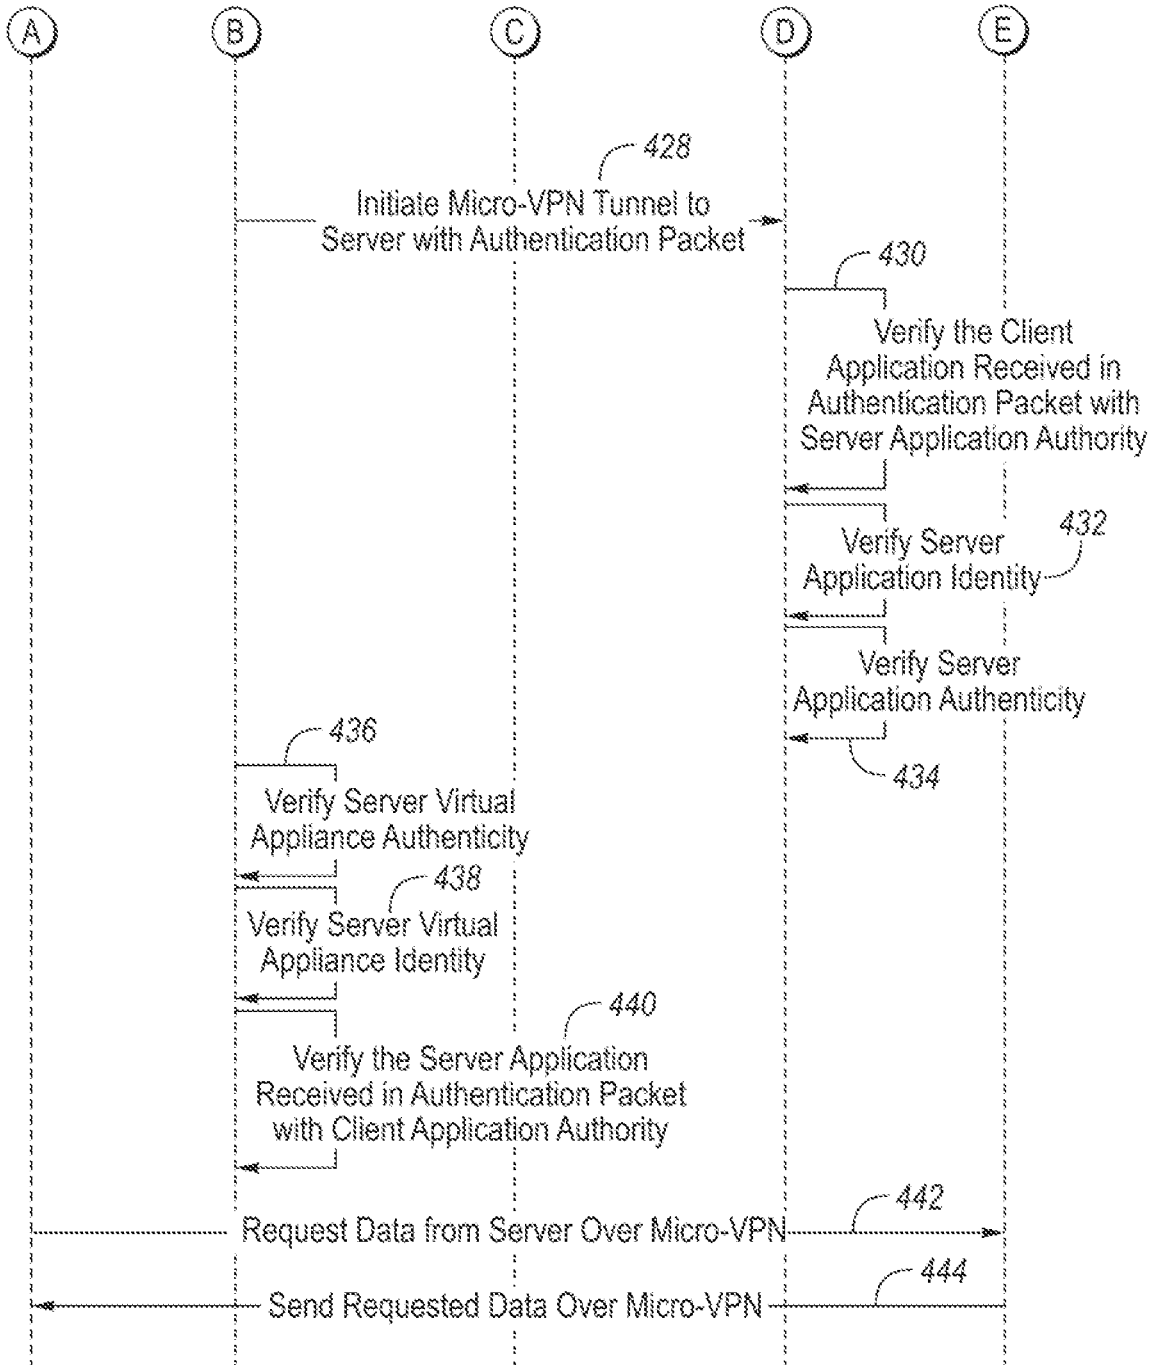 A B C D E
428
Initiate Micro-VPN Tunnel to
Server with Authentication Packet
430
Verify the Client
Application Received in
Authentication Packet with
Server Application Authority
432
Verify Server
Application Identity
Verify Server
Application Authenticity
434
436
Verify Server Virtual
Appliance Authenticity
438
Verify Server Virtual
Appliance Identity
440
Verify the Server Application
Received in Authentication Packet
with Client Application Authority
442
Request Data from Server Over Micro-VPN
444
Send Requested Data Over Micro-VPN